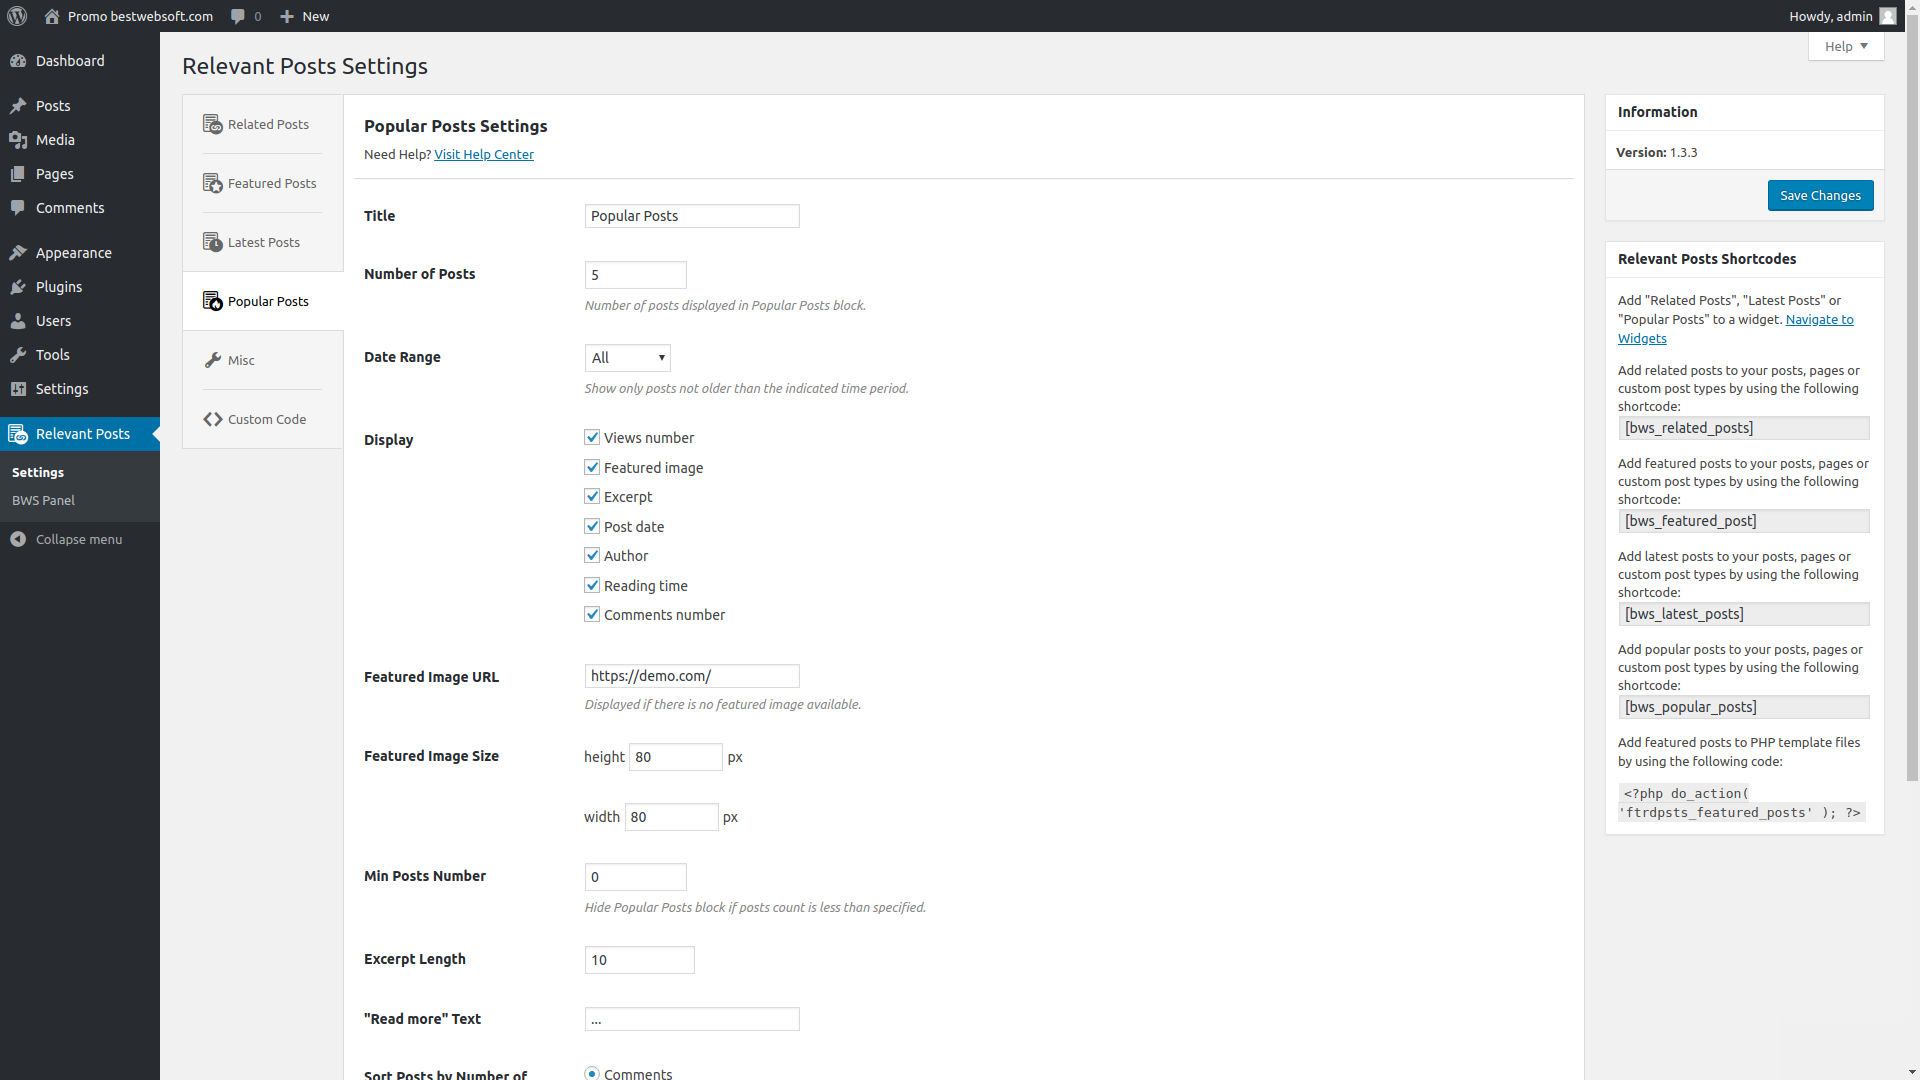 Promo bestwebsoft.com
0
New
Howdy, admin
Help
Dashboard
Posts
Media
Pages
Comments
Appearance
Plugins
Users
Tools
Settings
Relevant Posts
Settings
BWS Panel
Collapse menu
Relevant Posts Settings
Related Posts
Featured Posts
Latest Posts
Popular Posts
Misc
Custom Code
Popular Posts Settings
Need Help? Visit Help Center
Title
Popular Posts
Number of Posts
5
Number of posts displayed in Popular Posts block.
Date Range
All
Show only posts not older than the indicated time period.
Display
Views number
Featured image
Excerpt
Post date
Author
Reading time
Comments number
Featured Image URL
https://demo.com/
Displayed if there is no featured image available.
Featured Image Size
height 80 px
width 80 px
Min Posts Number
0
Hide Popular Posts block if posts count is less than specified.
Excerpt Length
10
"Read more" Text
...
Sort Posts by Number of
Comments
Information
Version: 1.3.3
Save Changes
Relevant Posts Shortcodes
Add "Related Posts", "Latest Posts" or
"Popular Posts" to a widget. Navigate to
Widgets
Add related posts to your posts, pages or
custom post types by using the following
shortcode:
[bws_related_posts]
Add featured posts to your posts, pages or
custom post types by using the following
shortcode:
[bws_featured_post]
Add latest posts to your posts, pages or
custom post types by using the following
shortcode:
[bws_latest_posts]
Add popular posts to your posts, pages or
custom post types by using the following
shortcode:
[bws_popular_posts]
Add featured posts to PHP template files
by using the following code:
<?php do_action(
'ftrdpsts_featured_posts' ); ?>